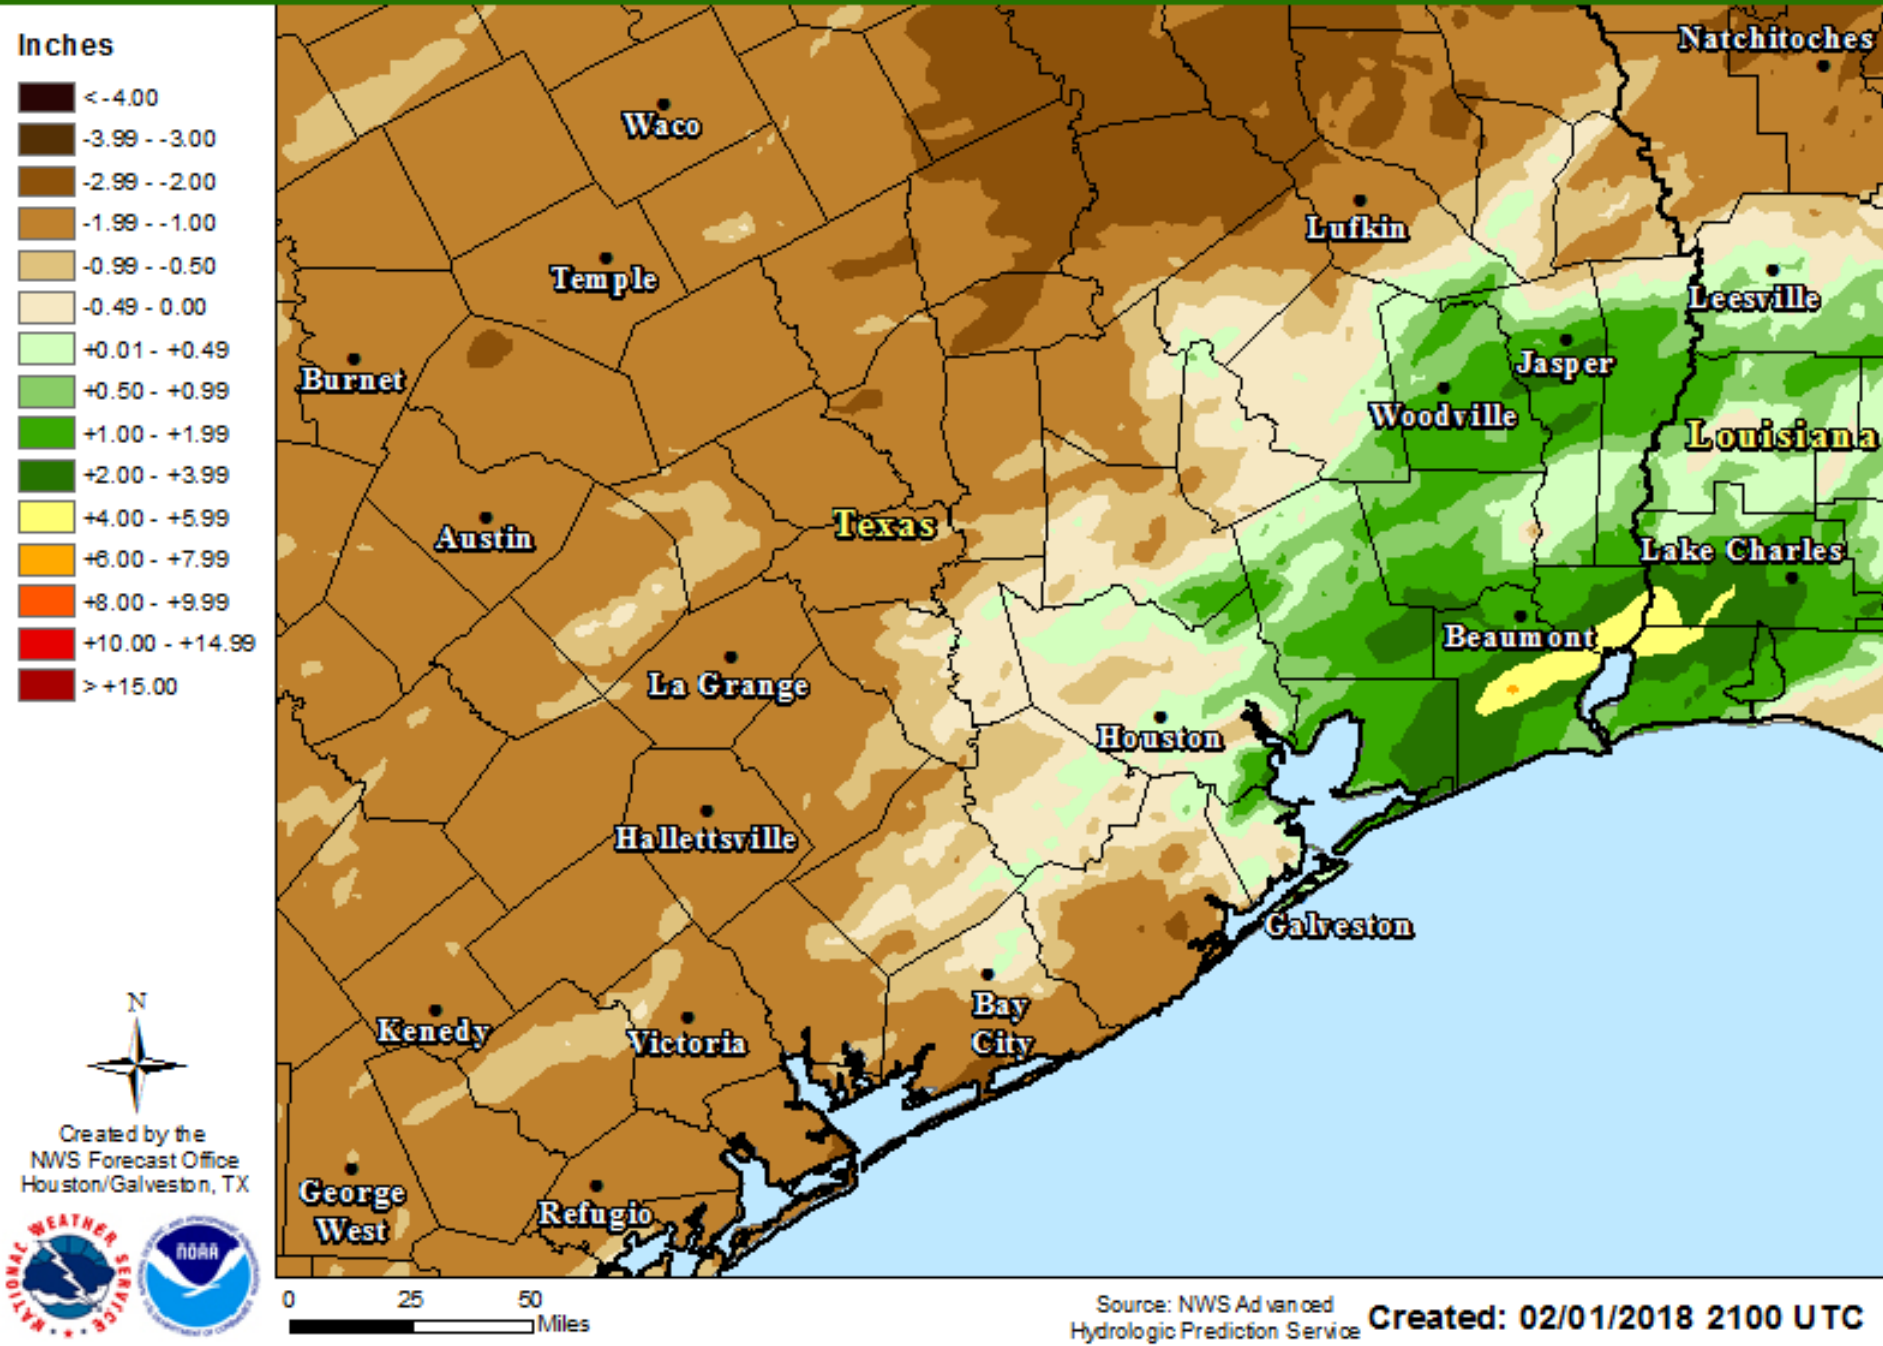 Inches
< -4.00
-3.99 - -3.00
-2.99 - -2.00
-1.99 - -1.00
-0.99 - -0.50
-0.49 - 0.00
+0.01 - +0.49
+0.50 - +0.99
+1.00 - +1.99
+2.00 - +3.99
+4.00 - +5.99
+6.00 - +7.99
+8.00 - +9.99
+10.00 - +14.99
> +15.00
Natchitoches
Waco
Lufkin
Temple
Leesville
Burnet
Jasper
Woodville
Louisiana
Texas
Austin
Lake Charles
Beaumont
La Grange
Houston
Hallettsville
Galveston
Bay
City
Kenedy
Victoria
George
West
Refugio
N
Created by the
NWS Forecast Office
Houston/Galveston, TX
NATIONAL WEATHER SERVICE
NOAA
0 25 50
Miles
Source: NWS Advanced
Hydrologic Prediction Service
Created: 02/01/2018 2100 UTC